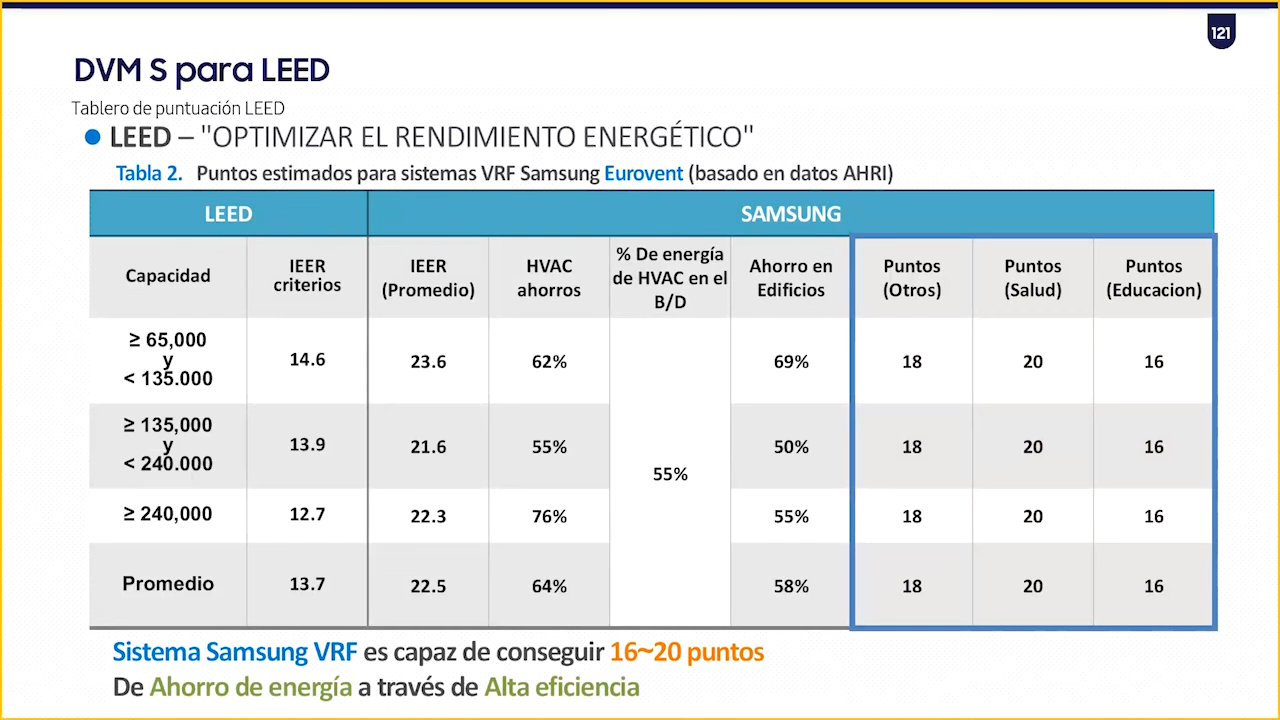 121
DVM S para LEED
Tablero de puntuación LEED
● LEED – "OPTIMIZAR EL RENDIMIENTO ENERGÉTICO"
Tabla 2. Puntos estimados para sistemas VRF Samsung Eurovent (basado en datos AHRI)
LEED SAMSUNG
Capacidad IEER criterios IEER (Promedio) HVAC ahorros % De energía de HVAC en el B/D Ahorro en Edificios Puntos (Otros) Puntos (Salud) Puntos (Educacion)
≥ 65,000 y < 135.000 14.6 23.6 62% 69% 18 20 16
≥ 135,000 y < 240.000 13.9 21.6 55% 50% 18 20 16
55%
≥ 240,000 12.7 22.3 76% 55% 18 20 16
Promedio 13.7 22.5 64% 58% 18 20 16
Sistema Samsung VRF es capaz de conseguir 16~20 puntos
De Ahorro de energía a través de Alta eficiencia